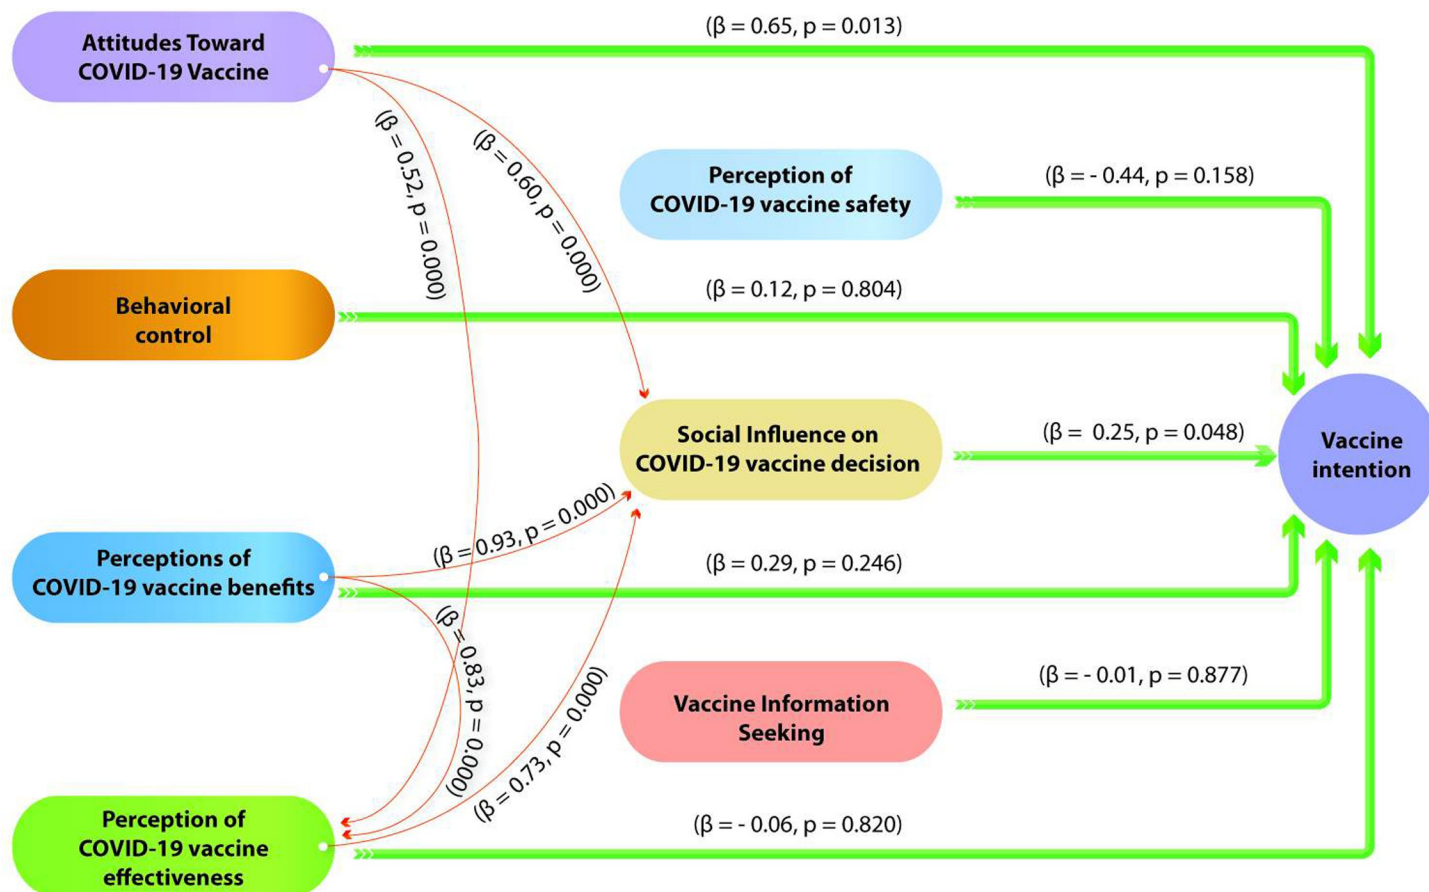 (β = 0.65, p = 0.013)
Attitudes Toward
COVID-19 Vaccine
(β = 0.52, p = 0.000)
(β = 0.60, p = 0.000)
Perception of
COVID-19 vaccine safety
(β = - 0.44, p = 0.158)
Behavioral
control
(β = 0.12, p = 0.804)
Social Influence on
COVID-19 vaccine decision
(β =  0.25, p = 0.048)
Vaccine
intention
(β = 0.93, p = 0.000)
Perceptions of
COVID-19 vaccine benefits
(β = 0.29, p = 0.246)
(β = 0.83, p = 0.000)
(β = 0.73, p = 0.000)
Vaccine Information
Seeking
(β = - 0.01, p = 0.877)
Perception of
COVID-19 vaccine
effectiveness
(β = - 0.06, p = 0.820)